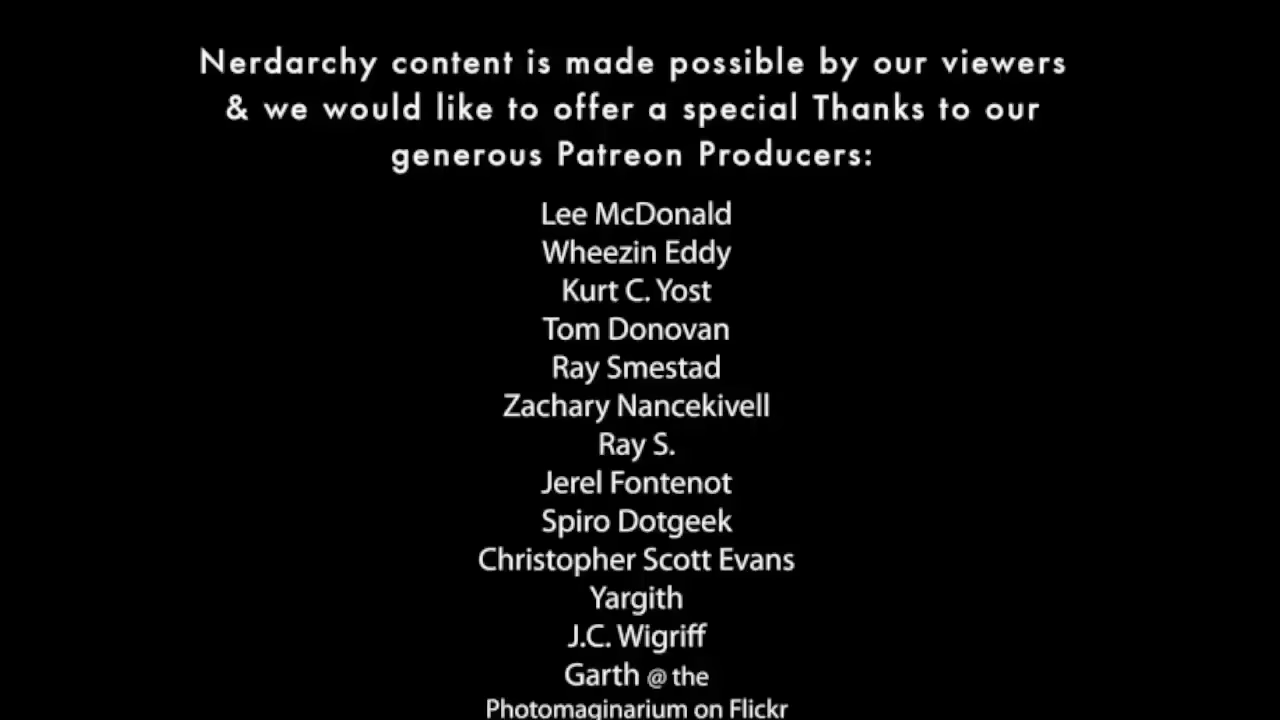 Nerdarchy content is made possible by our viewers
& we would like to offer a special Thanks to our
generous Patreon Producers:
Lee McDonald
Wheezin Eddy
Kurt C. Yost
Tom Donovan
Ray Smestad
Zachary Nancekivell
Ray S.
Jerel Fontenot
Spiro Dotgeek
Christopher Scott Evans
Yargith
J.C. Wigriff
Garth @ the
Photomaginarium on Flickr